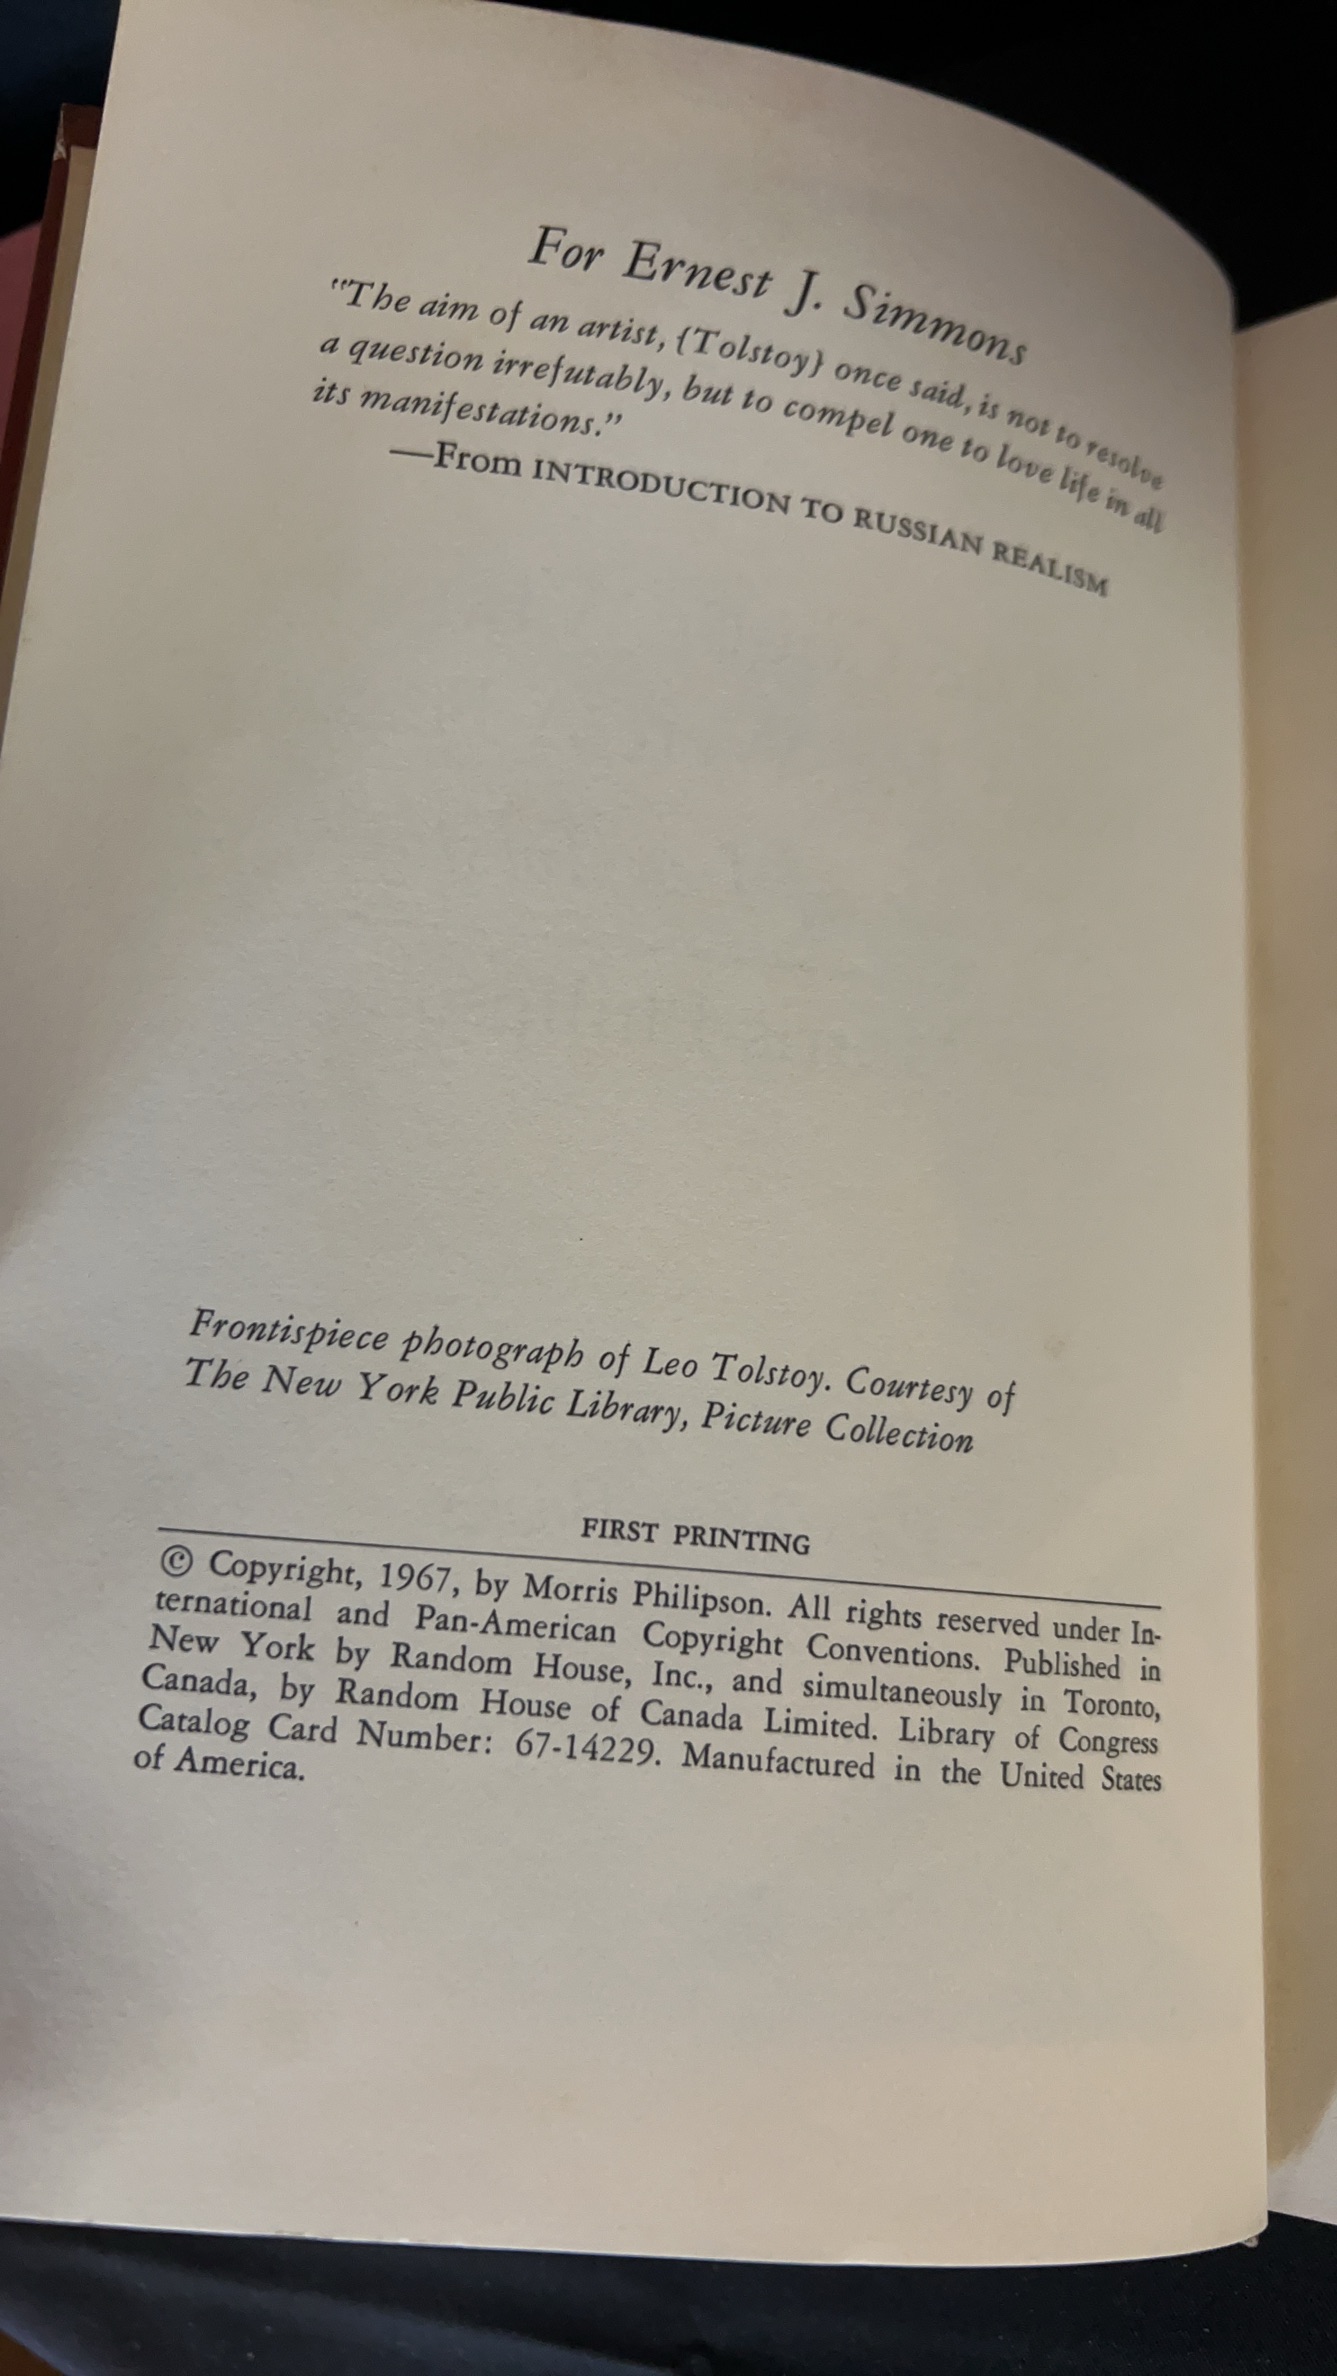 For Ernest J. Simmons
"The aim of an artist, {Tolstoy} once said, is not to resolve
a question irrefutably, but to compel one to love life in all
its manifestations."
—From INTRODUCTION TO RUSSIAN REALISM
Frontispiece photograph of Leo Tolstoy. Courtesy of
The New York Public Library, Picture Collection
FIRST PRINTING
© Copyright, 1967, by Morris Philipson. All rights reserved under In-
ternational and Pan-American Copyright Conventions. Published in
New York by Random House, Inc., and simultaneously in Toronto,
Canada, by Random House of Canada Limited. Library of Congress
Catalog Card Number: 67-14229. Manufactured in the United States
of America.